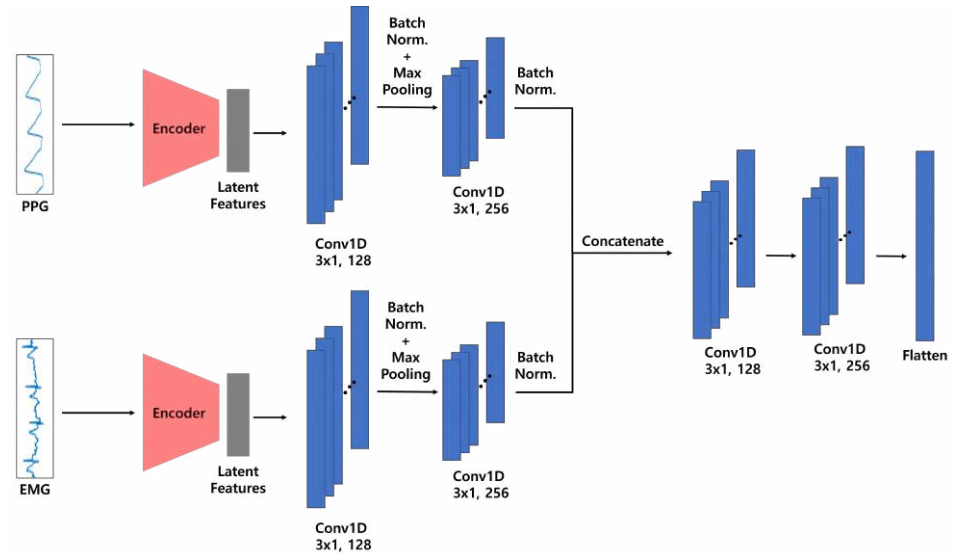 PPG
Encoder
Latent
Features
Conv1D
3x1, 128
Batch
Norm.
+
Max
Pooling
Conv1D
3x1, 256
Batch
Norm.
EMG
Encoder
Latent
Features
Conv1D
3x1, 128
Batch
Norm.
+
Max
Pooling
Conv1D
3x1, 256
Batch
Norm.
Concatenate
Conv1D
3x1, 128
Conv1D
3x1, 256
Flatten